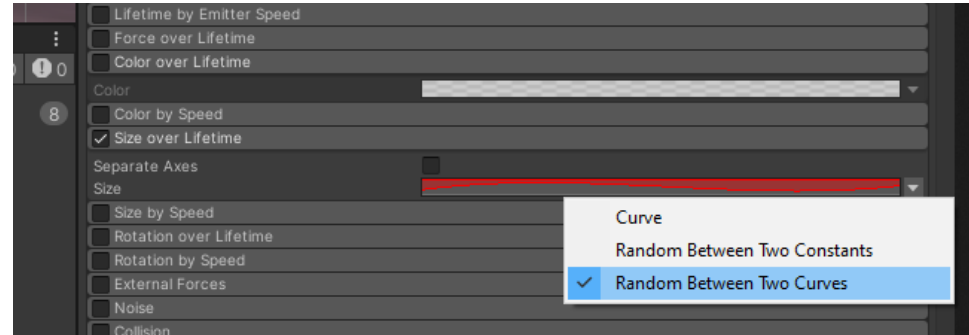 Lifetime by Emitter Speed
Force over Lifetime
0
Color over Lifetime
Color
8
Color by Speed
Size over Lifetime
Separate Axes
Size
Size by Speed
Rotation over Lifetime
Rotation by Speed
External Forces
Noise
Collision
Curve
Random Between Two Constants
Random Between Two Curves